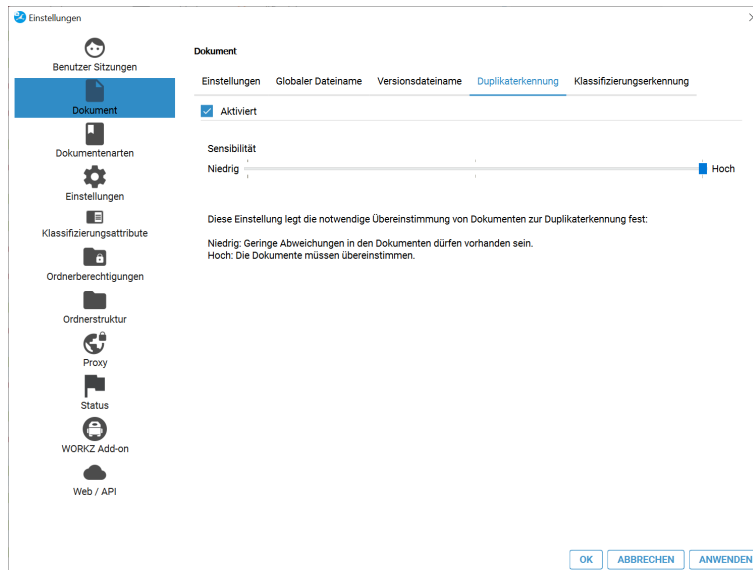 Einstellungen
Benutzer Sitzungen
Dokument
Dokumentenarten
Einstellungen
Klassifizierungsattribute
Ordnerberechtigungen
Ordnerstruktur
Proxy
Status
WORKZ Add-on
Web / API
Dokument
Einstellungen Globaler Dateiname Versionsdateiname Duplikaterkennung Klassifizierungserkennung
Aktiviert
Sensibilität
Niedrig Hoch
Diese Einstellung legt die notwendige Übereinstimmung von Dokumenten zur Duplikaterkennung fest:
Niedrig: Geringe Abweichungen in den Dokumenten dürfen vorhanden sein.
Hoch: Die Dokumente müssen übereinstimmen.
OK ABBRECHEN ANWENDEN